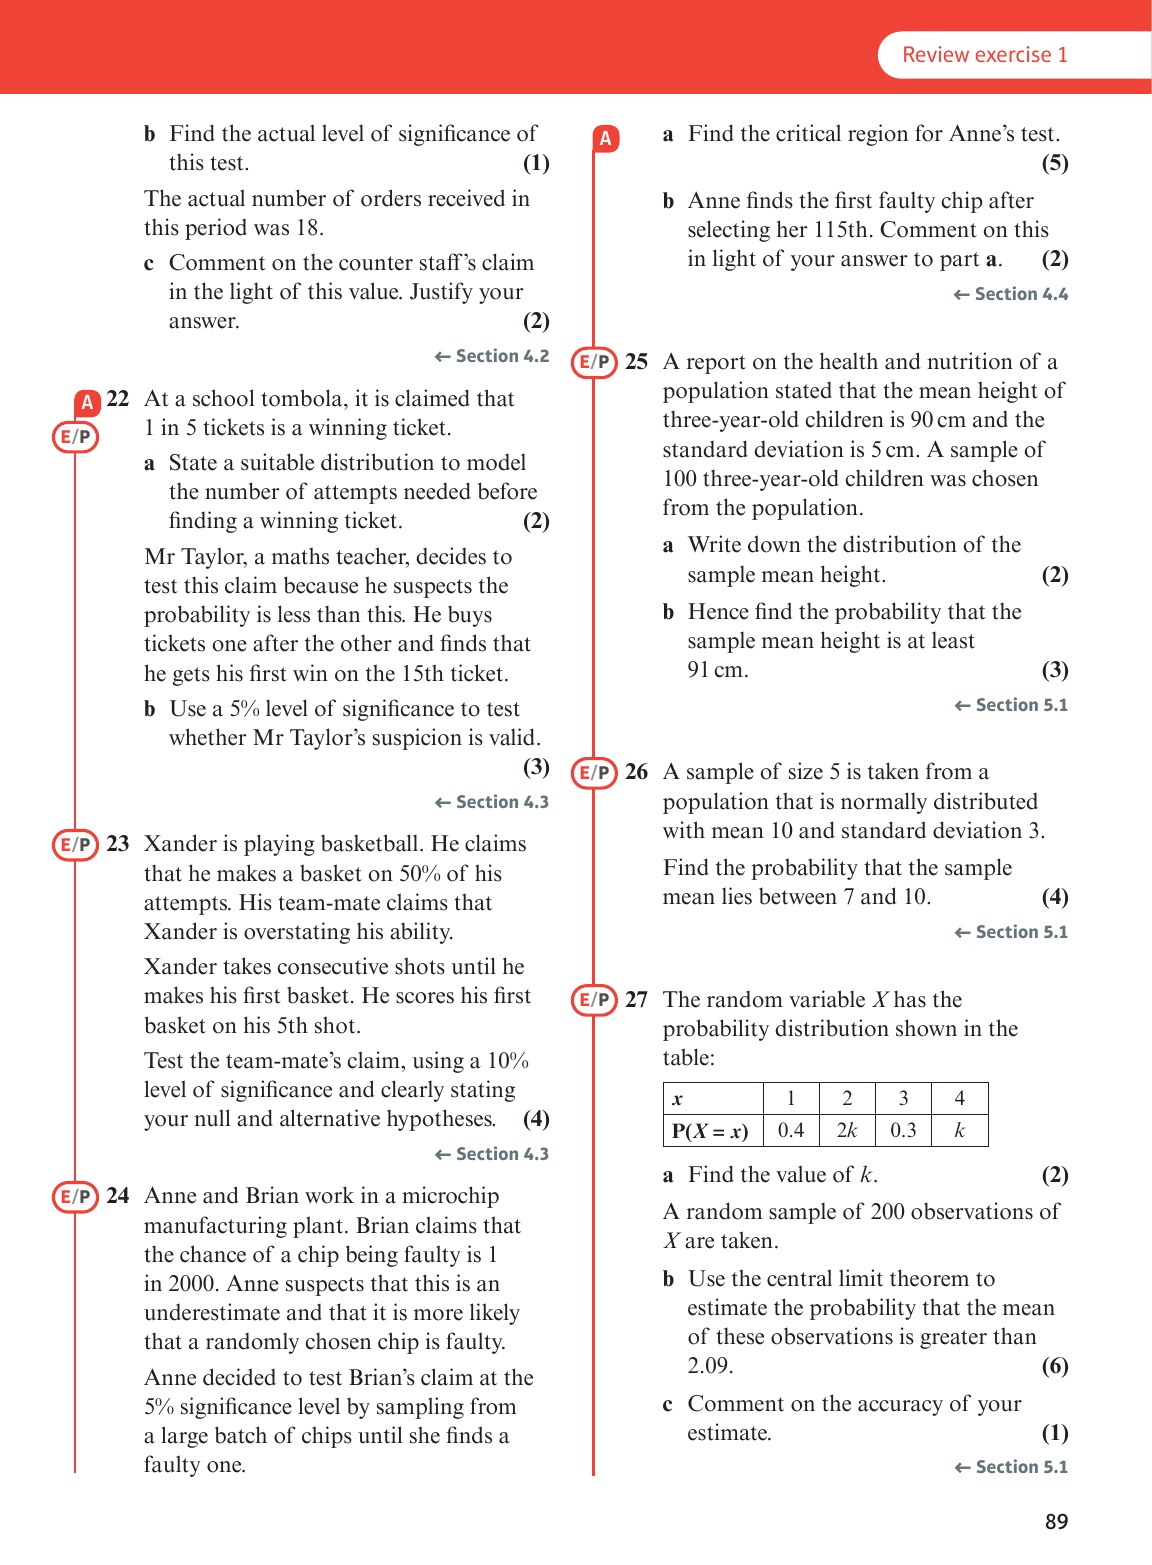 Review exercise 1
b Find the actual level of significance of
this test. (1)
The actual number of orders received in
this period was 18.
c Comment on the counter staff’s claim
in the light of this value. Justify your
answer. (2)
← Section 4.2
A
E/P
22 At a school tombola, it is claimed that
1 in 5 tickets is a winning ticket.
a State a suitable distribution to model
the number of attempts needed before
finding a winning ticket. (2)
Mr Taylor, a maths teacher, decides to
test this claim because he suspects the
probability is less than this. He buys
tickets one after the other and finds that
he gets his first win on the 15th ticket.
b Use a 5% level of significance to test
whether Mr Taylor’s suspicion is valid.
(3)
← Section 4.3
E/P 23 Xander is playing basketball. He claims
that he makes a basket on 50% of his
attempts. His team-mate claims that
Xander is overstating his ability.
Xander takes consecutive shots until he
makes his first basket. He scores his first
basket on his 5th shot.
Test the team-mate’s claim, using a 10%
level of significance and clearly stating
your null and alternative hypotheses. (4)
← Section 4.3
E/P 24 Anne and Brian work in a microchip
manufacturing plant. Brian claims that
the chance of a chip being faulty is 1
in 2000. Anne suspects that this is an
underestimate and that it is more likely
that a randomly chosen chip is faulty.
Anne decided to test Brian’s claim at the
5% significance level by sampling from
a large batch of chips until she finds a
faulty one.
A
a Find the critical region for Anne’s test.
(5)
b Anne finds the first faulty chip after
selecting her 115th. Comment on this
in light of your answer to part a. (2)
← Section 4.4
E/P 25 A report on the health and nutrition of a
population stated that the mean height of
three-year-old children is 90 cm and the
standard deviation is 5 cm. A sample of
100 three-year-old children was chosen
from the population.
a Write down the distribution of the
sample mean height. (2)
b Hence find the probability that the
sample mean height is at least
91 cm. (3)
← Section 5.1
E/P 26 A sample of size 5 is taken from a
population that is normally distributed
with mean 10 and standard deviation 3.
Find the probability that the sample
mean lies between 7 and 10. (4)
← Section 5.1
E/P 27 The random variable X has the
probability distribution shown in the
table:
x 1 2 3 4
P(X = x) 0.4 2k 0.3 k
a Find the value of k. (2)
A random sample of 200 observations of
X are taken.
b Use the central limit theorem to
estimate the probability that the mean
of these observations is greater than
2.09. (6)
c Comment on the accuracy of your
estimate. (1)
← Section 5.1
89